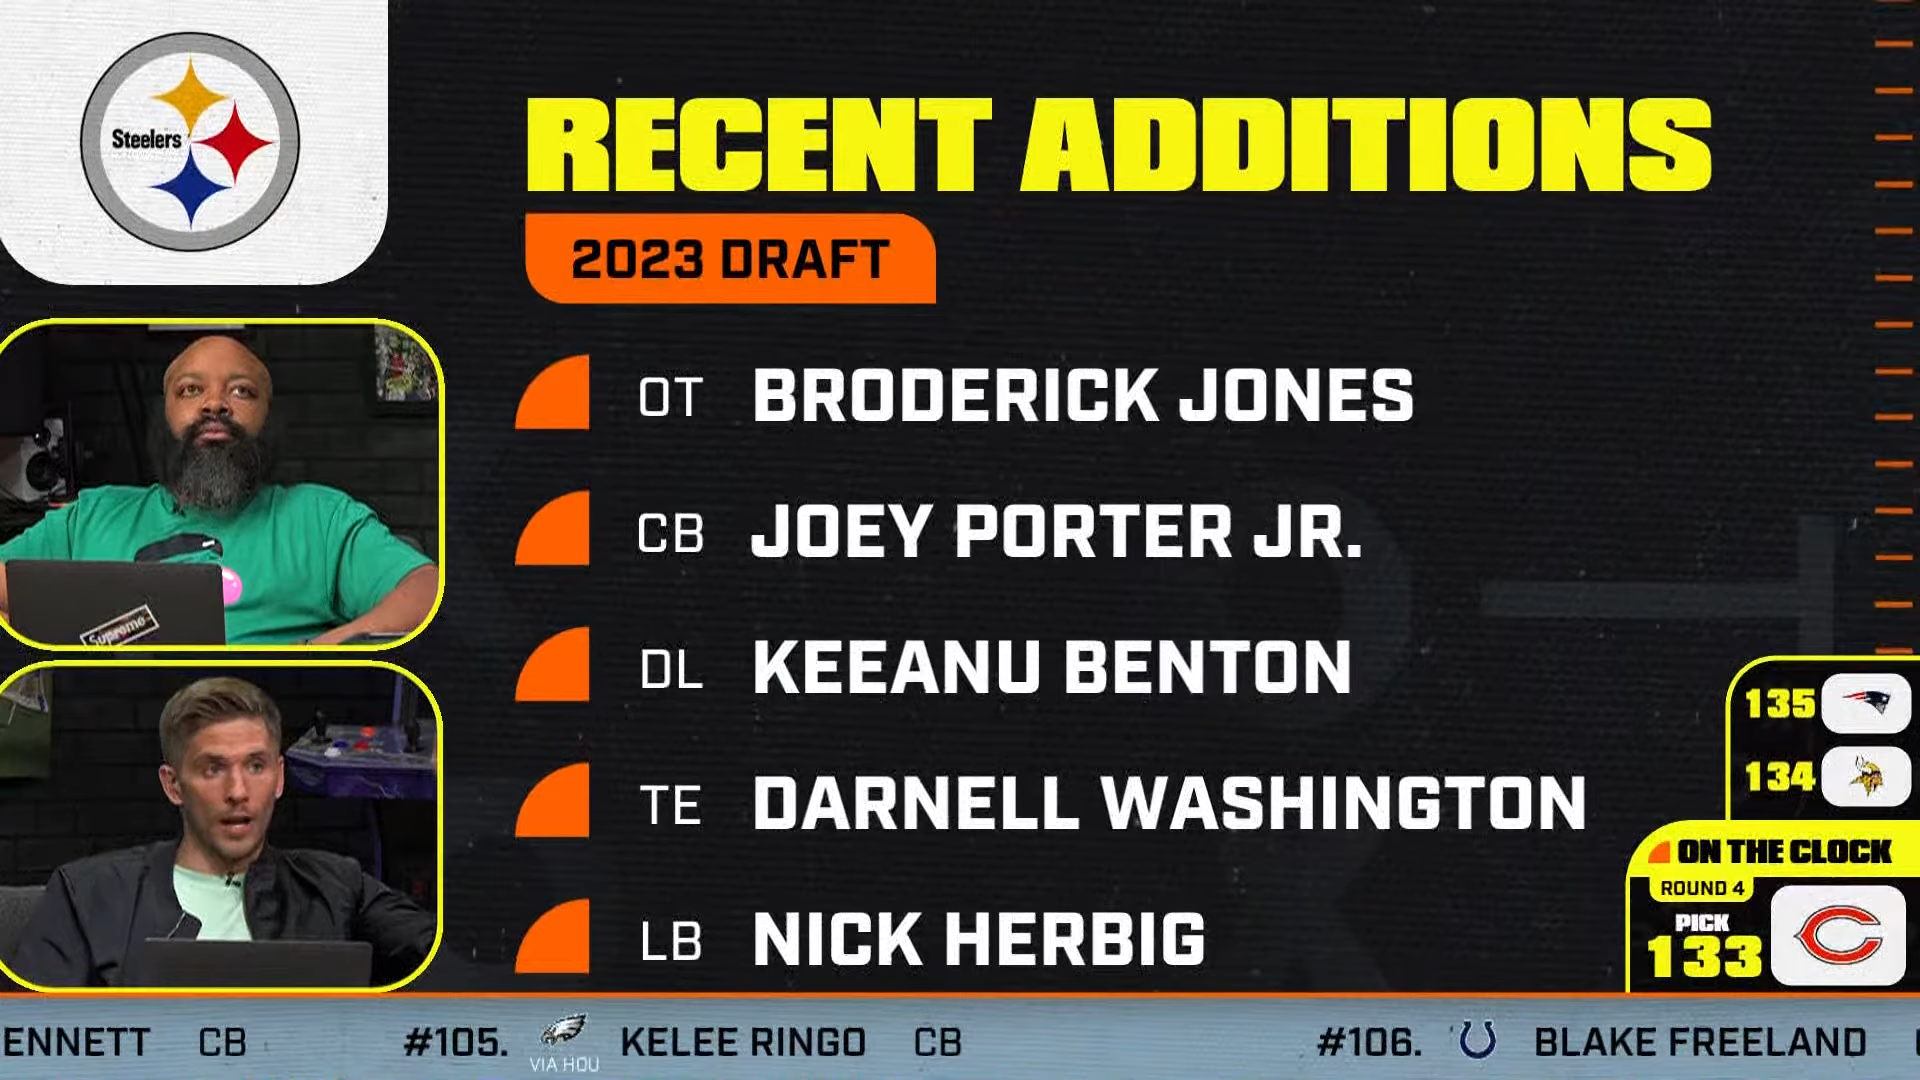 Steelers
RECENT ADDITIONS
2023 DRAFT
OT BRODERICK JONES
CB JOEY PORTER JR.
DL KEEANU BENTON
TE DARNELL WASHINGTON
LB NICK HERBIG
Supreme
135
134
ON THE CLOCK
ROUND 4
PICK
133
ENNETT CB #105. VIA HOU KELEE RINGO CB #106. BLAKE FREELAND